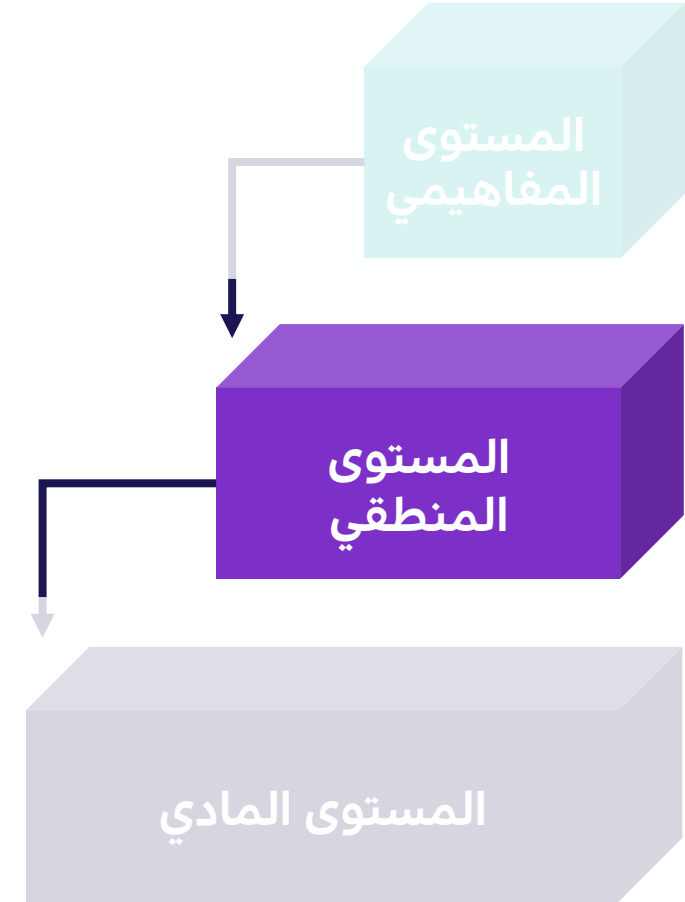 المستوى
المفاهيمي
المستوى
المنطقي
المستوى المادي